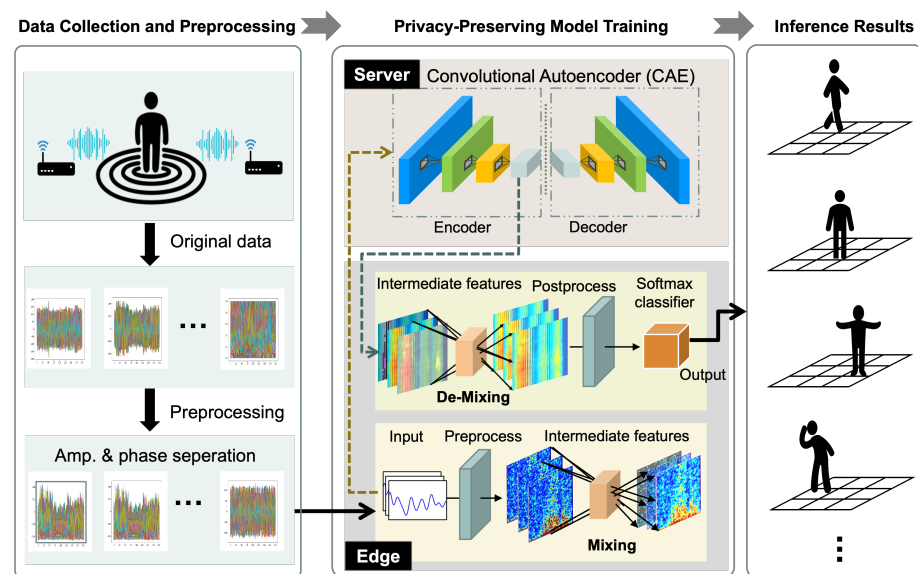 Data Collection and Preprocessing
Privacy-Preserving Model Training
Inference Results
Original data
Preprocessing
Amp. & phase seperation
Server
Convolutional Autoencoder (CAE)
Encoder
Decoder
Intermediate features
Postprocess
Softmax
classifier
De-Mixing
Output
Input
Preprocess
Intermediate features
Mixing
Edge